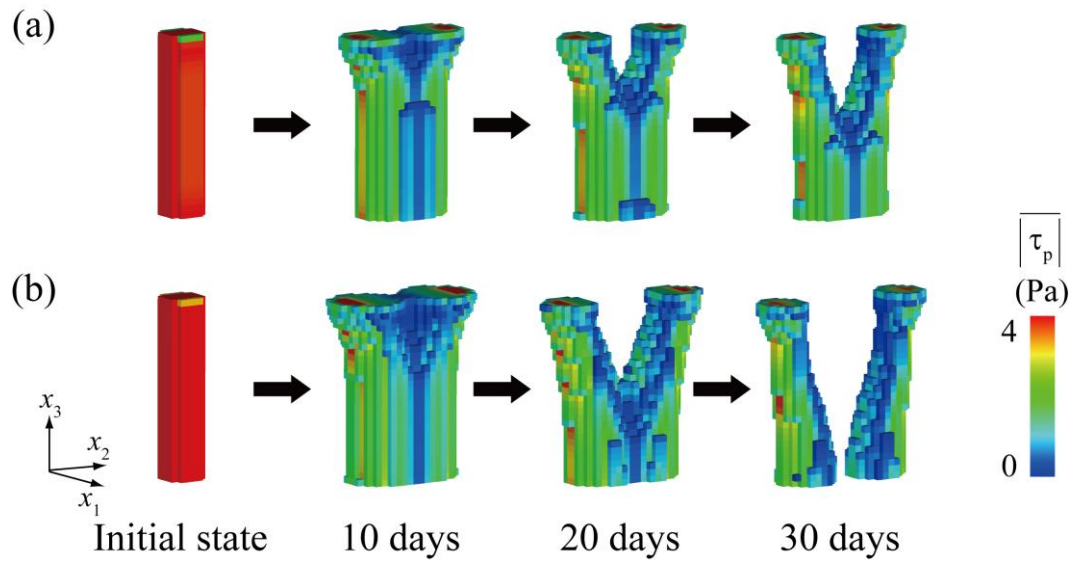 (a)
(b)
τp
(Pa)
4
0
x3
x2
x1
Initial state
10 days
20 days
30 days